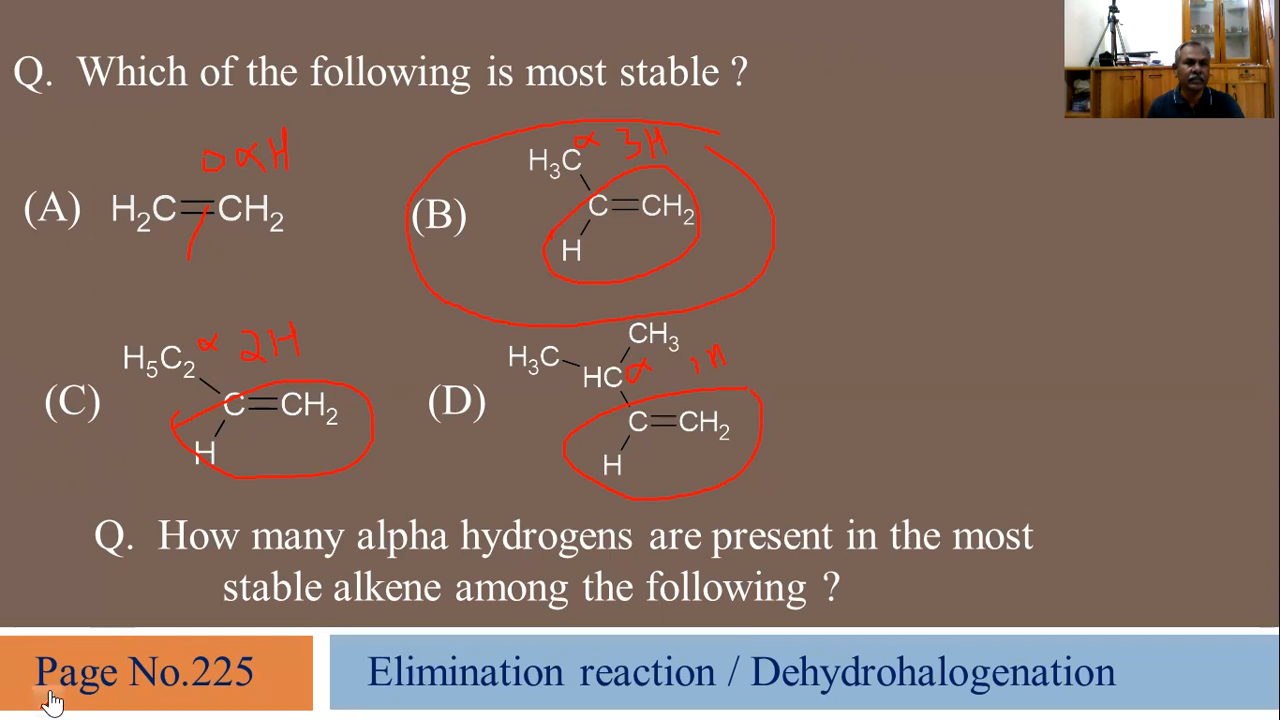 Q. Which of the following is most stable ?
0 αH
(A) H2C=CH2
α 3H
H3C
(B) C=CH2
H
α 2H
H5C2
(C) C=CH2
H
CH3
H3C HC α 1H
(D) C=CH2
H
Q. How many alpha hydrogens are present in the most
stable alkene among the following ?
Page No.225
Elimination reaction / Dehydrohalogenation